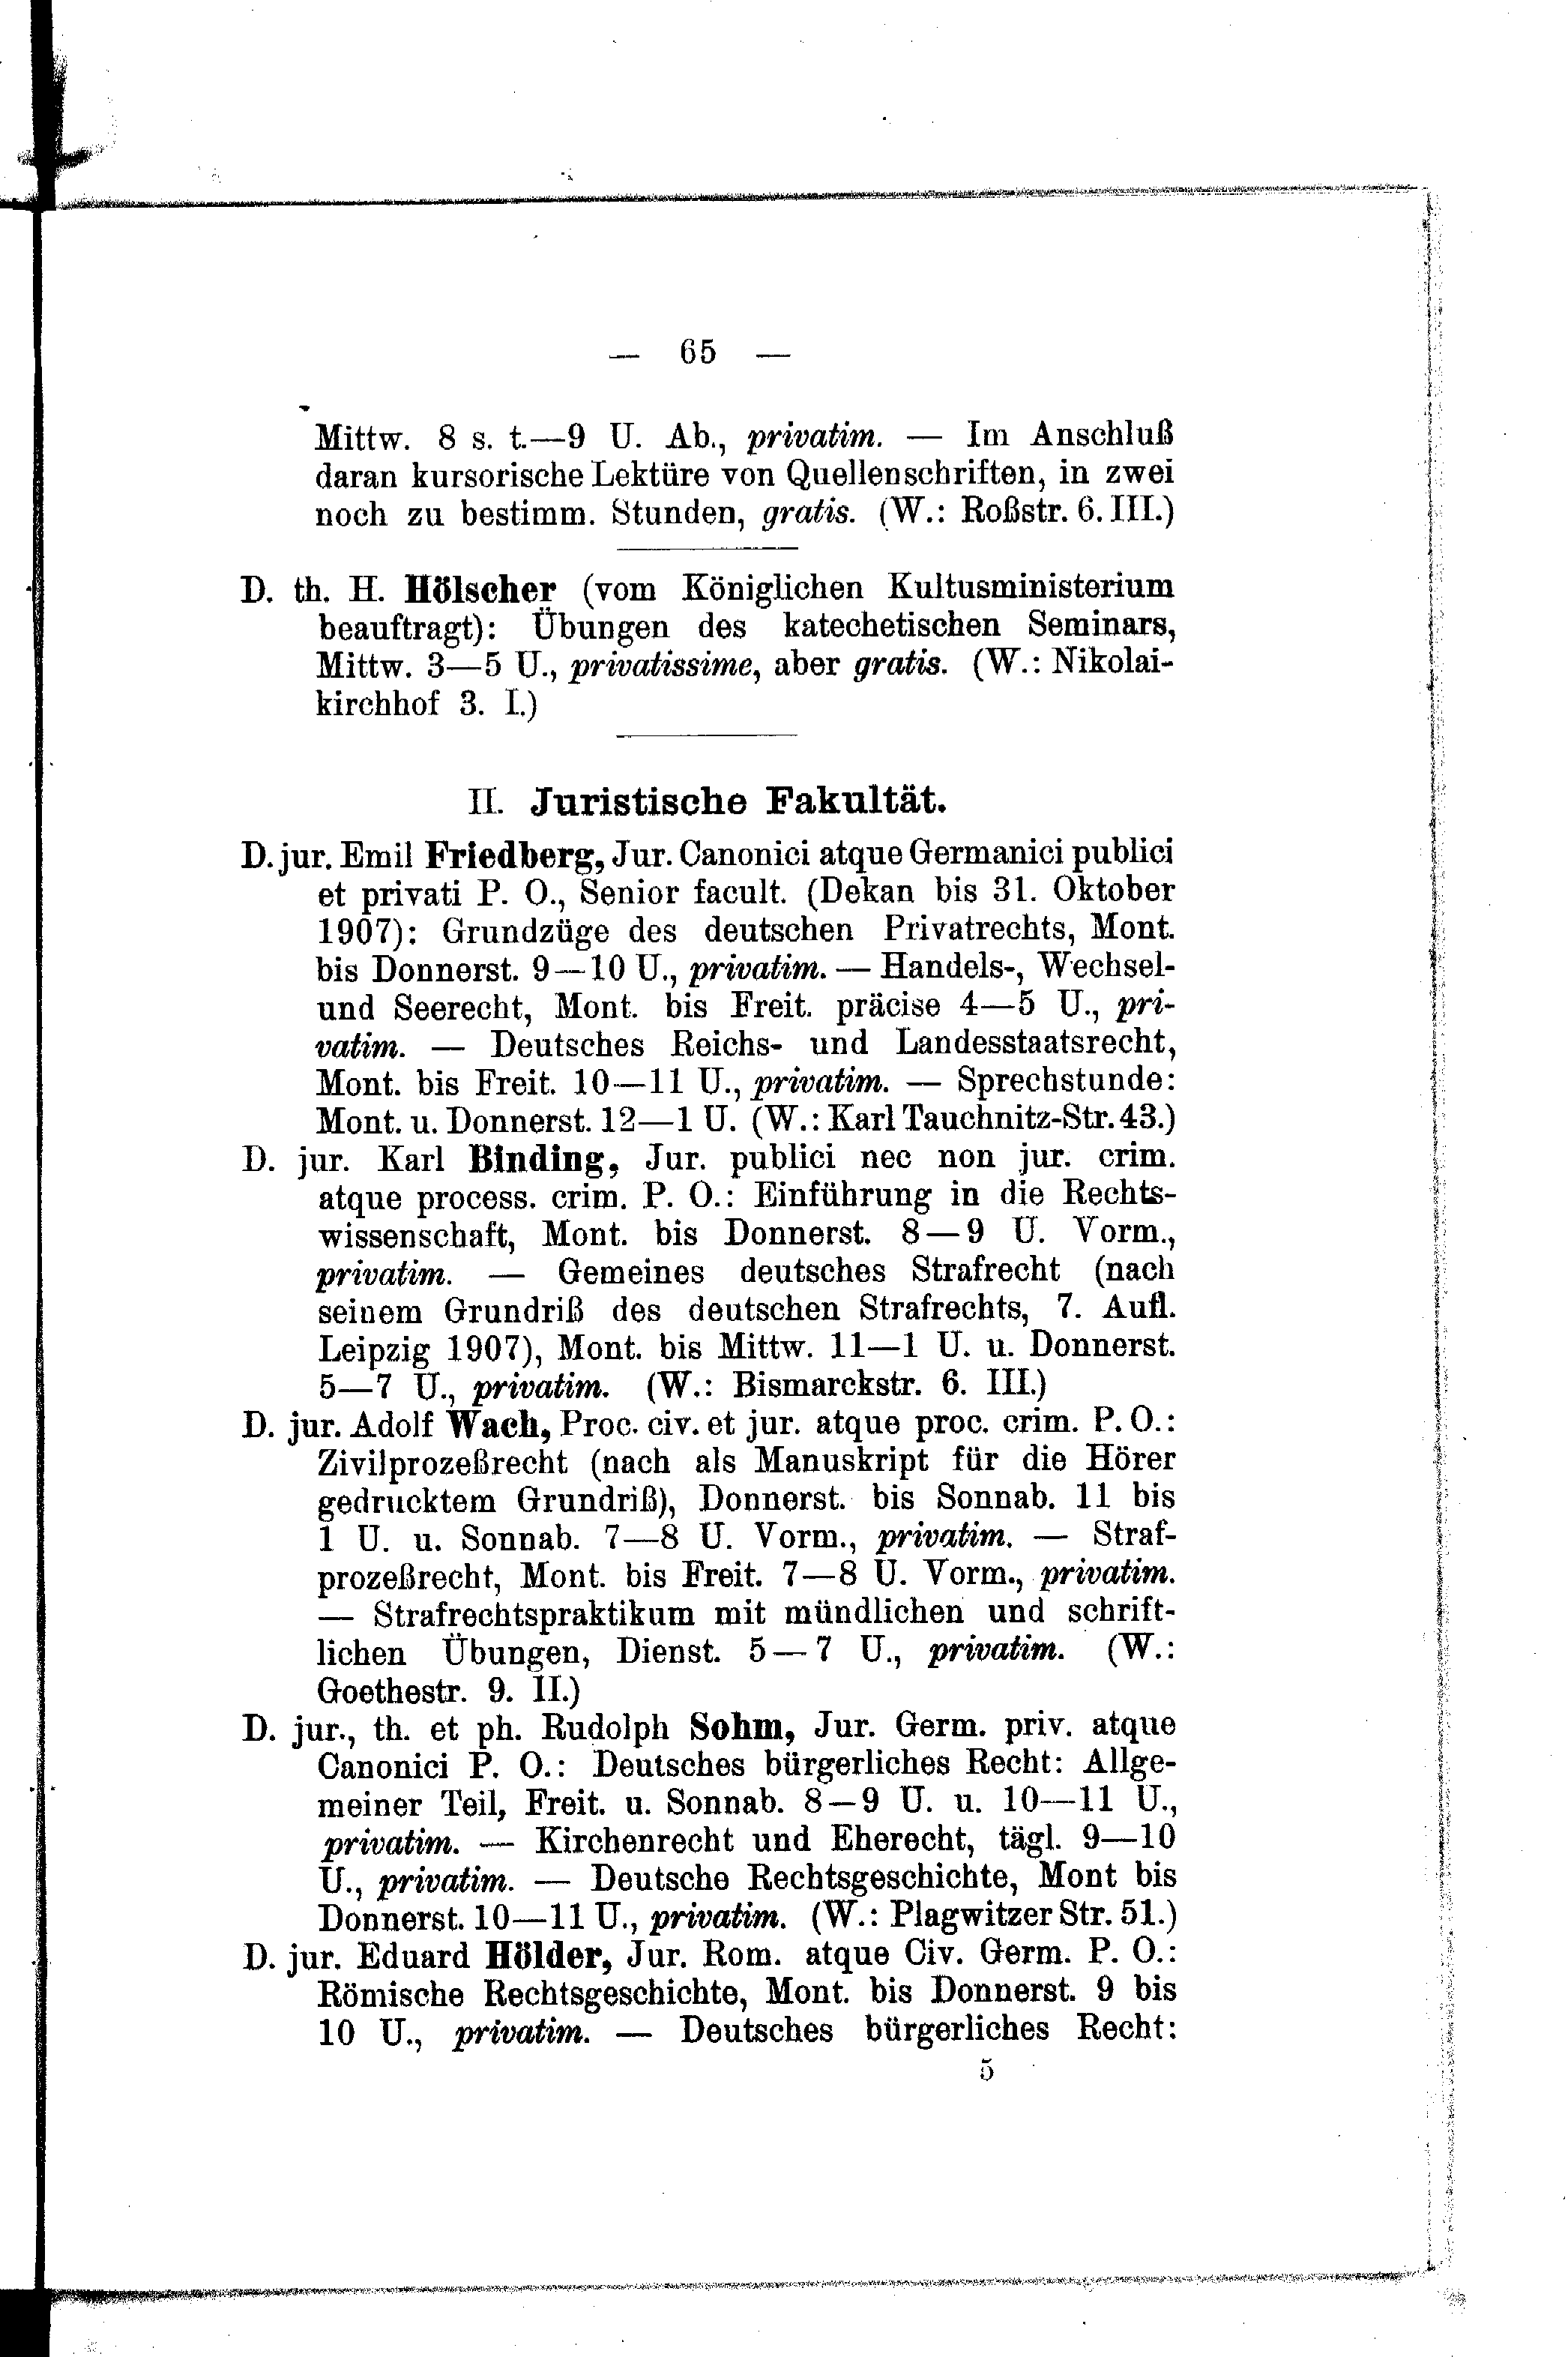 — 65 —
Mittw. 8 s. t.—9 U. Ab., privatim. — Im Anschluß
daran kursorische Lektüre von Quellenschriften, in zwei
noch zu bestimm. Stunden, gratis. (W.: Roßstr. 6. III.)
D. th. H. Hölscher (vom Königlichen Kultusministerium
beauftragt): Übungen des katechetischen Seminars,
Mittw. 3—5 U., privatissime, aber gratis. (W.: Nikolai-
kirchhof 3. I.)
II. Juristische Fakultät.
D. jur. Emil Friedberg, Jur. Canonici atque Germanici publici
et privati P. O., Senior facult. (Dekan bis 31. Oktober
1907): Grundzüge des deutschen Privatrechts, Mont.
bis Donnerst. 9—10 U., privatim. — Handels-, Wechsel-
und Seerecht, Mont. bis Freit. präcise 4—5 U., pri-
vatim. — Deutsches Reichs- und Landesstaatsrecht,
Mont. bis Freit. 10—11 U., privatim. — Sprechstunde:
Mont. u. Donnerst. 12—1 U. (W.: Karl Tauchnitz-Str. 43.)
D. jur. Karl Binding, Jur. publici nec non jur. crim.
atque process. crim. P. O.: Einführung in die Rechts-
wissenschaft, Mont. bis Donnerst. 8—9 U. Vorm.,
privatim. — Gemeines deutsches Strafrecht (nach
seinem Grundriß des deutschen Strafrechts, 7. Aufl.
Leipzig 1907), Mont. bis Mittw. 11—1 U. u. Donnerst.
5—7 U., privatim. (W.: Bismarckstr. 6. III.)
D. jur. Adolf Wach, Proc. civ. et jur. atque proc. crim. P. O.:
Zivilprozeßrecht (nach als Manuskript für die Hörer
gedrucktem Grundriß), Donnerst. bis Sonnab. 11 bis
1 U. u. Sonnab. 7—8 U. Vorm., privatim. — Straf-
prozeßrecht, Mont. bis Freit. 7—8 U. Vorm., privatim.
— Strafrechtspraktikum mit mündlichen und schrift-
lichen Übungen, Dienst. 5—7 U., privatim. (W.:
Goethestr. 9. II.)
D. jur., th. et ph. Rudolph Sohm, Jur. Germ. priv. atque
Canonici P. O.: Deutsches bürgerliches Recht: Allge-
meiner Teil, Freit. u. Sonnab. 8—9 U. u. 10—11 U.,
privatim. — Kirchenrecht und Eherecht, tägl. 9—10
U., privatim. — Deutsche Rechtsgeschichte, Mont bis
Donnerst. 10—11 U., privatim. (W.: Plagwitzer Str. 51.)
D. jur. Eduard Hölder, Jur. Rom. atque Civ. Germ. P. O.:
Römische Rechtsgeschichte, Mont. bis Donnerst. 9 bis
10 U., privatim. — Deutsches bürgerliches Recht:
5